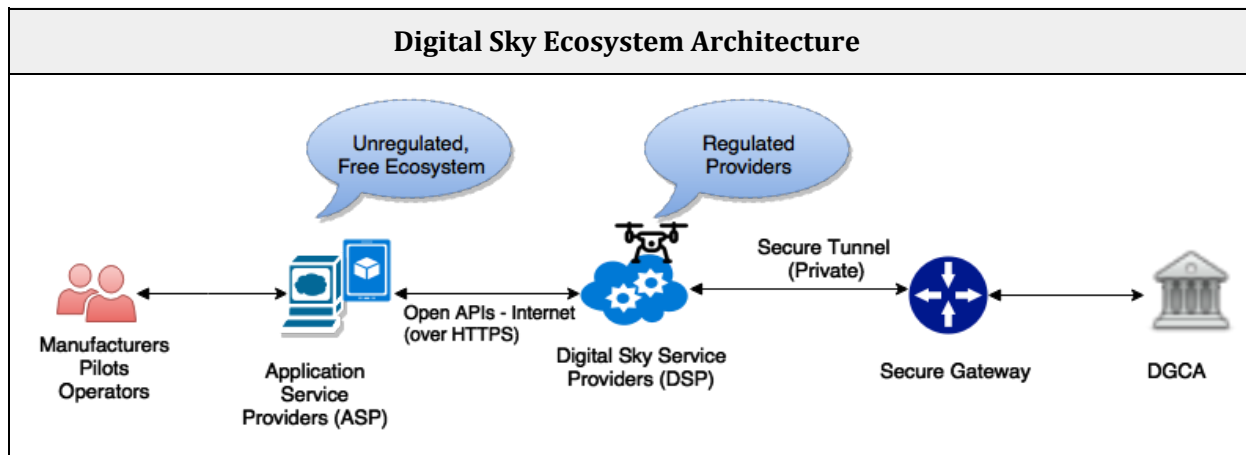 Digital Sky Ecosystem Architecture
Unregulated,
Free Ecosystem
Regulated
Providers
Secure Tunnel
(Private)
Open APIs - Internet
(over HTTPS)
Manufacturers
Pilots
Operators
Application
Service
Providers (ASP)
Digital Sky Service
Providers (DSP)
Secure Gateway
DGCA